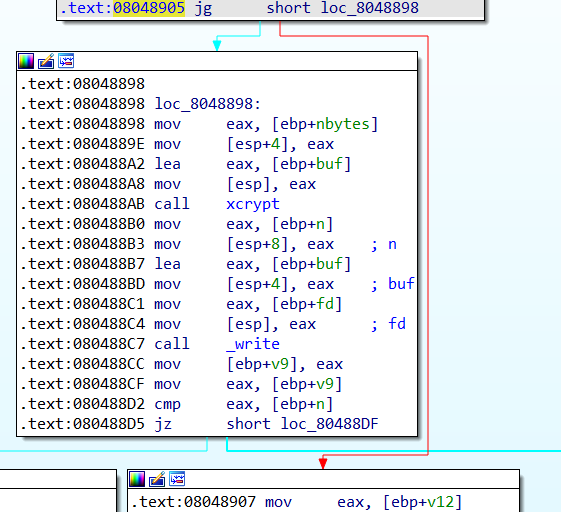 .text:08048905 jg short loc_8048898
.text:08048898
.text:08048898 loc_8048898:
.text:08048898 mov eax, [ebp+nbytes]
.text:0804889E mov [esp+4], eax
.text:080488A2 lea eax, [ebp+buf]
.text:080488A8 mov [esp], eax
.text:080488AB call xcrypt
.text:080488B0 mov eax, [ebp+n]
.text:080488B3 mov [esp+8], eax ; n
.text:080488B7 lea eax, [ebp+buf]
.text:080488BD mov [esp+4], eax ; buf
.text:080488C1 mov eax, [ebp+fd]
.text:080488C4 mov [esp], eax ; fd
.text:080488C7 call _write
.text:080488CC mov [ebp+v9], eax
.text:080488CF mov eax, [ebp+v9]
.text:080488D2 cmp eax, [ebp+n]
.text:080488D5 jz short loc_80488DF
.text:08048907 mov eax, [ebp+v12]